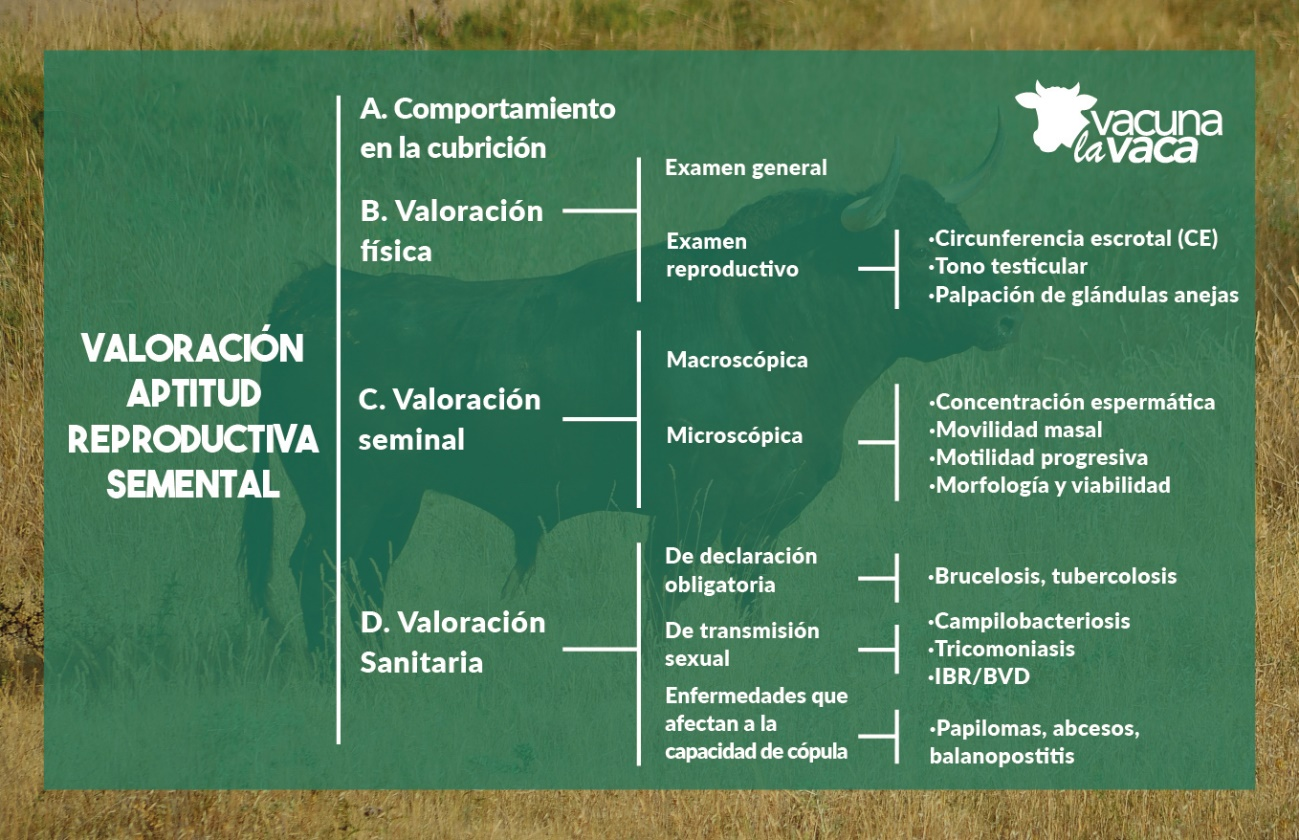 VALORACIÓN
APTITUD
REPRODUCTIVA
SEMENTAL
A. Comportamiento
en la cubrición
B. Valoración
física
Examen general
Examen
reproductivo
·Circunferencia escrotal (CE)
·Tono testicular
·Palpación de glándulas anejas
C. Valoración
seminal
Macroscópica
Microscópica
·Concentración espermática
·Movilidad masal
·Motilidad progresiva
·Morfología y viabilidad
D. Valoración
Sanitaria
De declaración
obligatoria
·Brucelosis, tubercolosis
De transmisión
sexual
·Campilobacteriosis
·Tricomoniasis
·IBR/BVD
Enfermedades que
afectan a la
capacidad de cópula
·Papilomas, abcesos,
balanopostitis
vacuna
la vaca